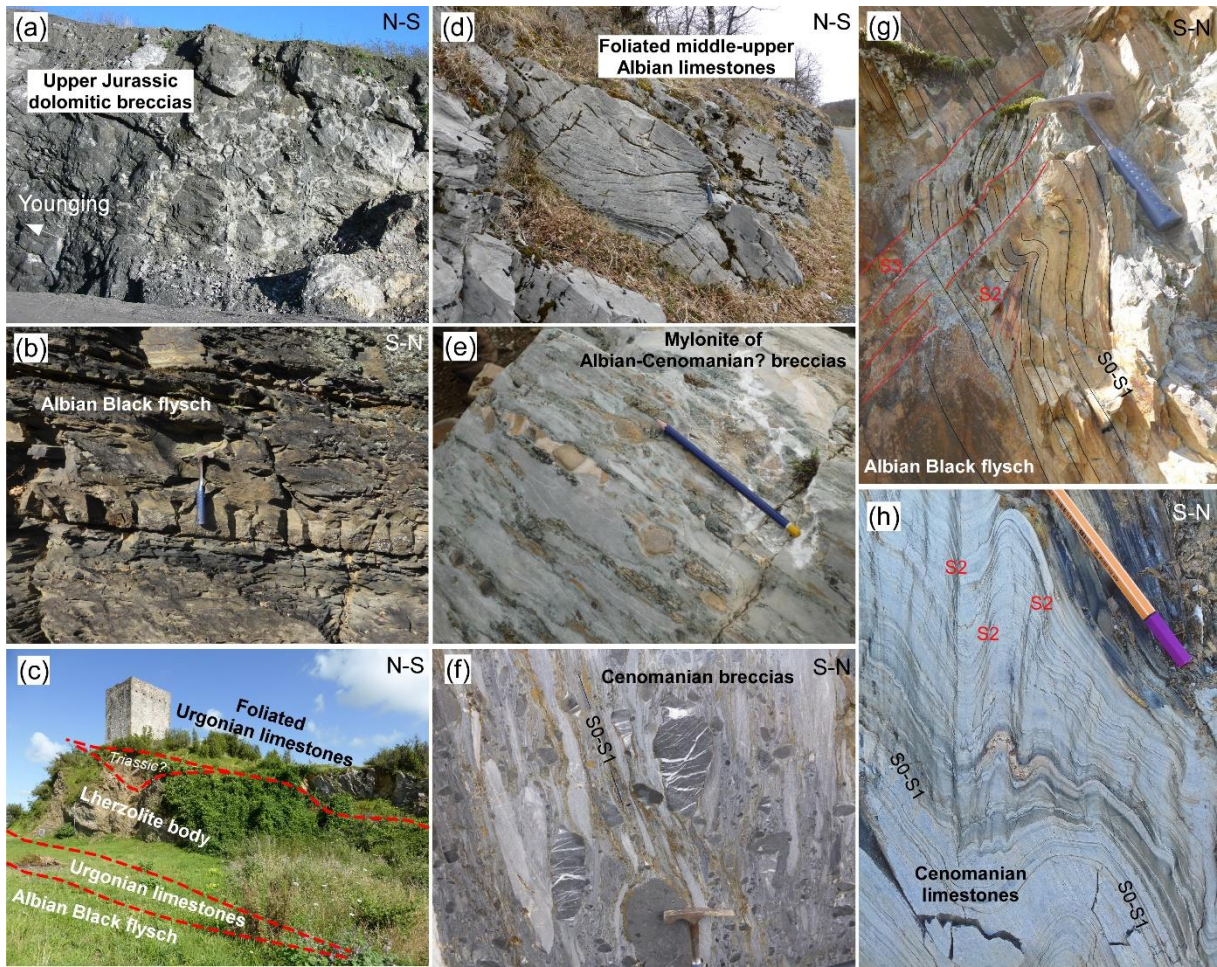 (a)
N-S
Upper Jurassic
dolomitic breccias
Younging
(b)
S-N
Albian Black flysch
(c)
N-S
Foliated
Urgonian limestones
Triassic?
Lherzolite body
Urgonian limestones
Albian Black flysch
(d)
N-S
Foliated middle-upper
Albian limestones
(e)
Mylonite of
Albian-Cenomanian? breccias
(f)
S-N
Cenomanian breccias
S0-S1
(g)
S-N
S3
S2
S0-S1
Albian Black flysch
(h)
S-N
S2
S2
S2
S0-S1
Cenomanian
limestones
S0-S1